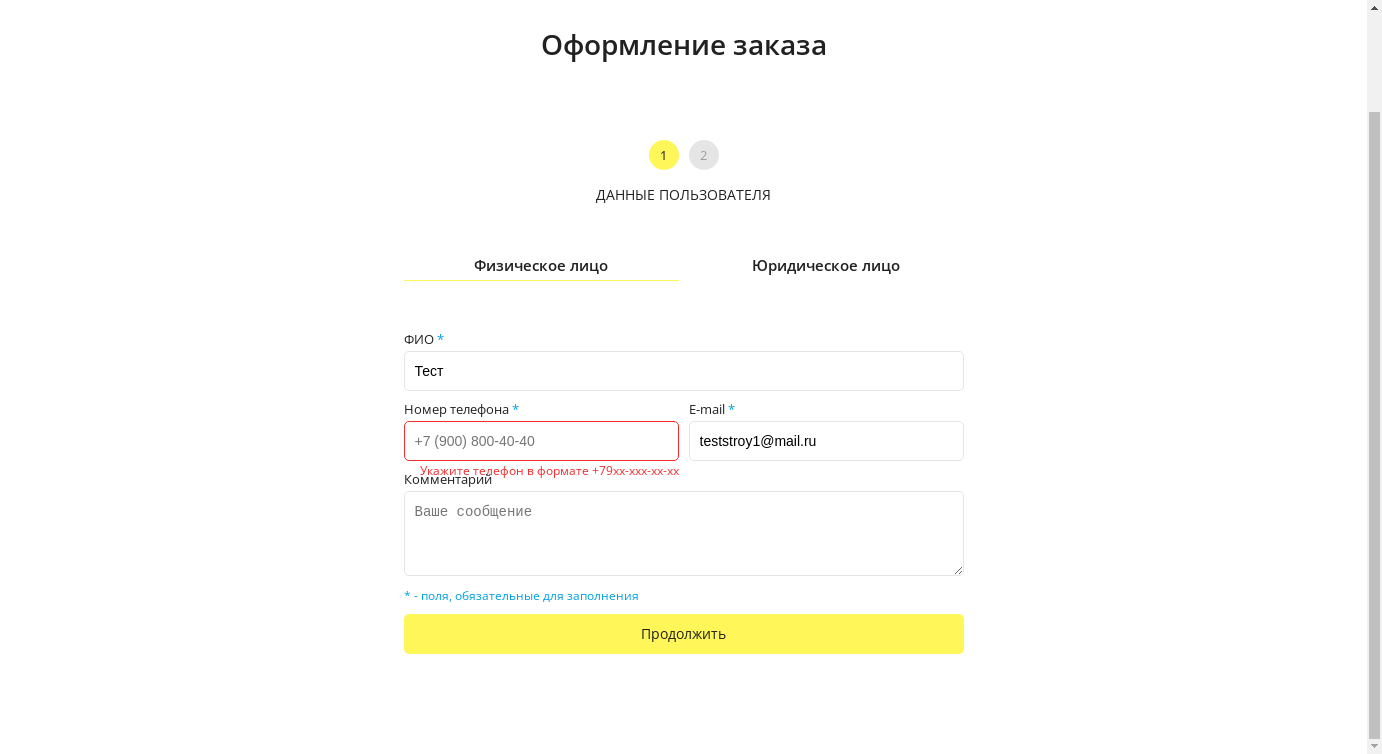 Оформление заказа
1 2
ДАННЫЕ ПОЛЬЗОВАТЕЛЯ
Физическое лицо Юридическое лицо
ФИО *
Тест
Номер телефона * E-mail *
+7 (900) 800-40-40 teststroy1@mail.ru
Укажите телефон в формате +79xx-xxx-xx-xx
Комментарий
Ваше сообщение
* - поля, обязательные для заполнения
Продолжить